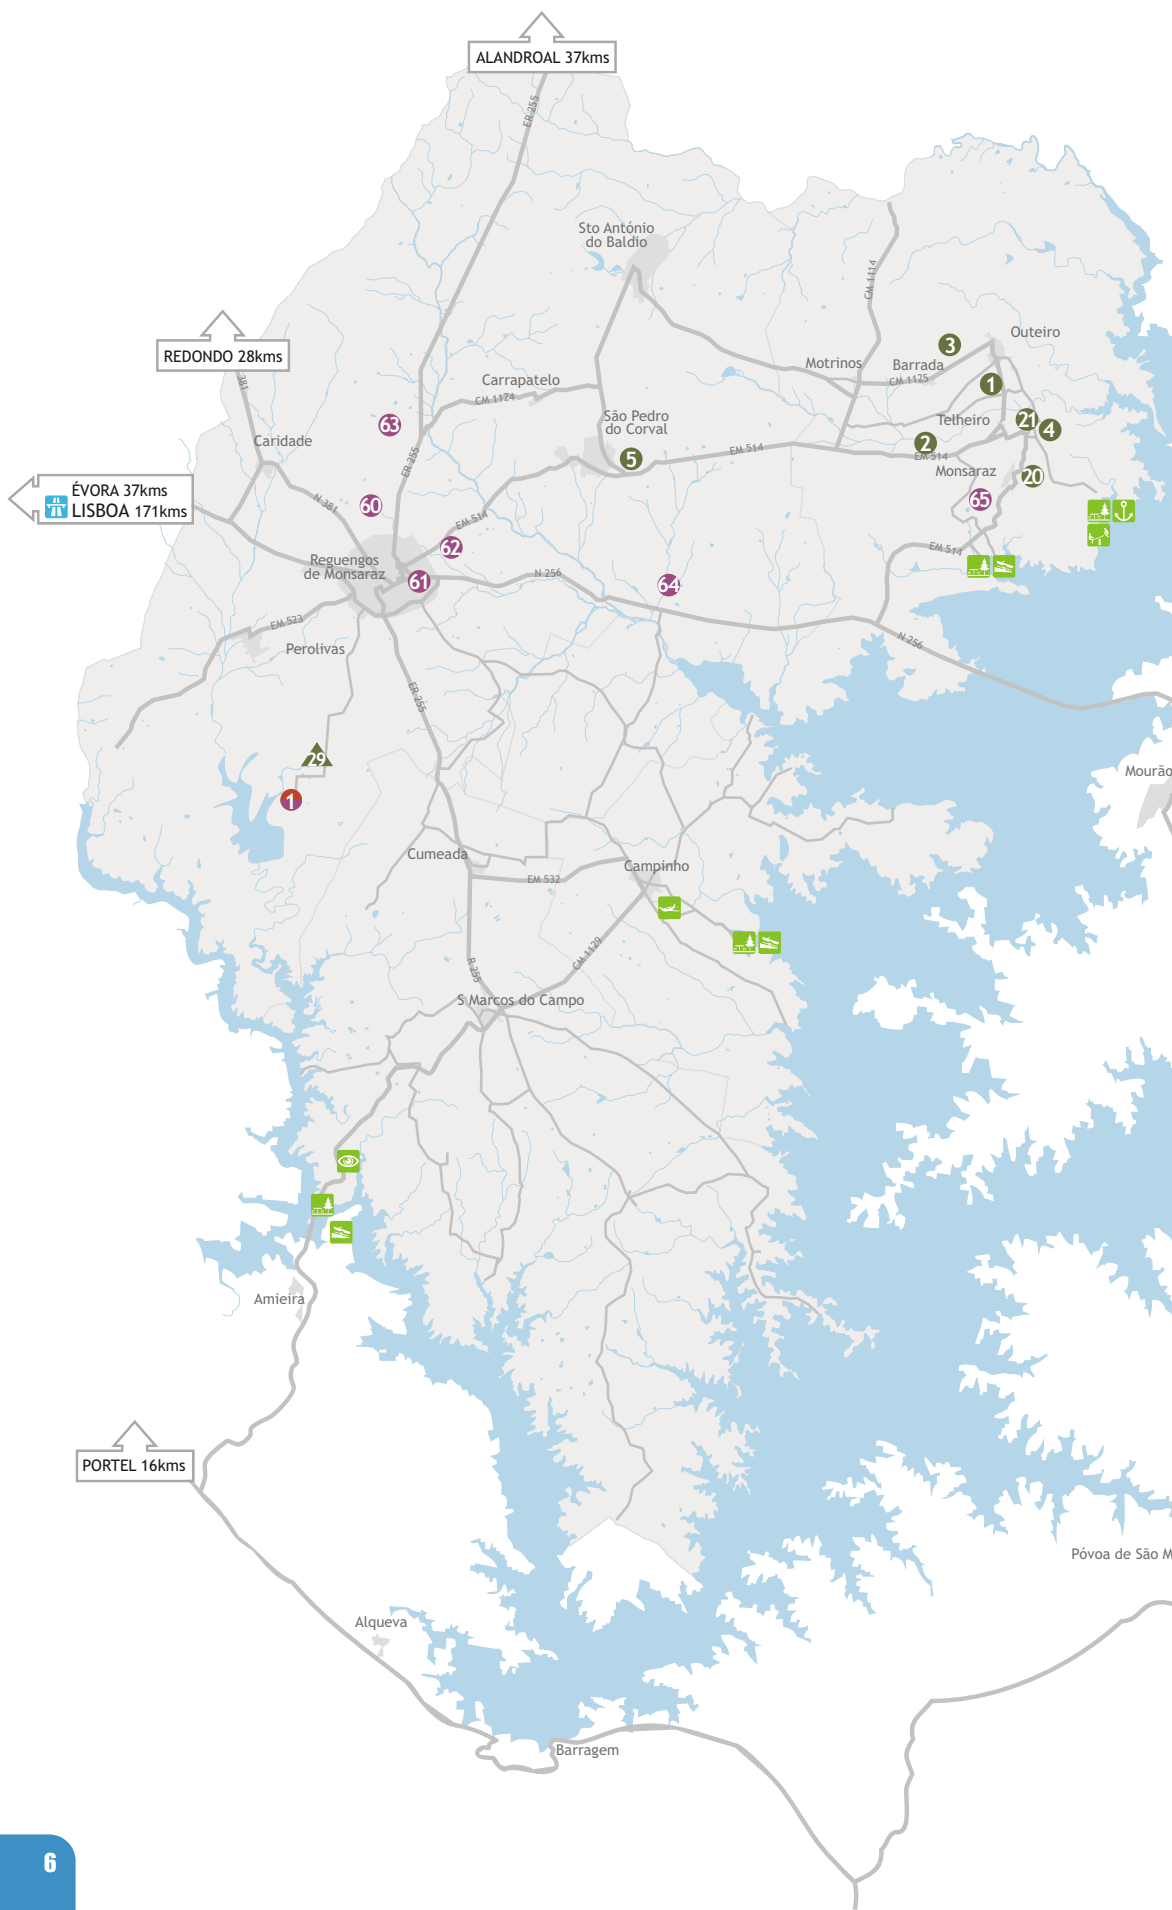 ALANDROAL 37kms
ER 255
Sto António
do Baldio
CM 1114
REDONDO 28kms
381
Outeiro
3
Motrinos
Barrada
CM 1125
1
Carrapatelo
CM 1124
63
São Pedro
do Corval
Telheiro
21
4
2
Caridade
ER 255
5
EM 514
EM 514
Monsaraz
20
65
ÉVORA 37kms
LISBOA 171kms
N 381
60
EM 514
62
EM 514
Reguengos
de Monsaraz
61
N 256
64
EM 523
Perolivas
N 256
ER 255
29
1
Mourão
Cumeada
EM 532
Campinho
CM 1129
R 255
S Marcos do Campo
Amieira
PORTEL 16kms
Póvoa de São M
Alqueva
Barragem
6